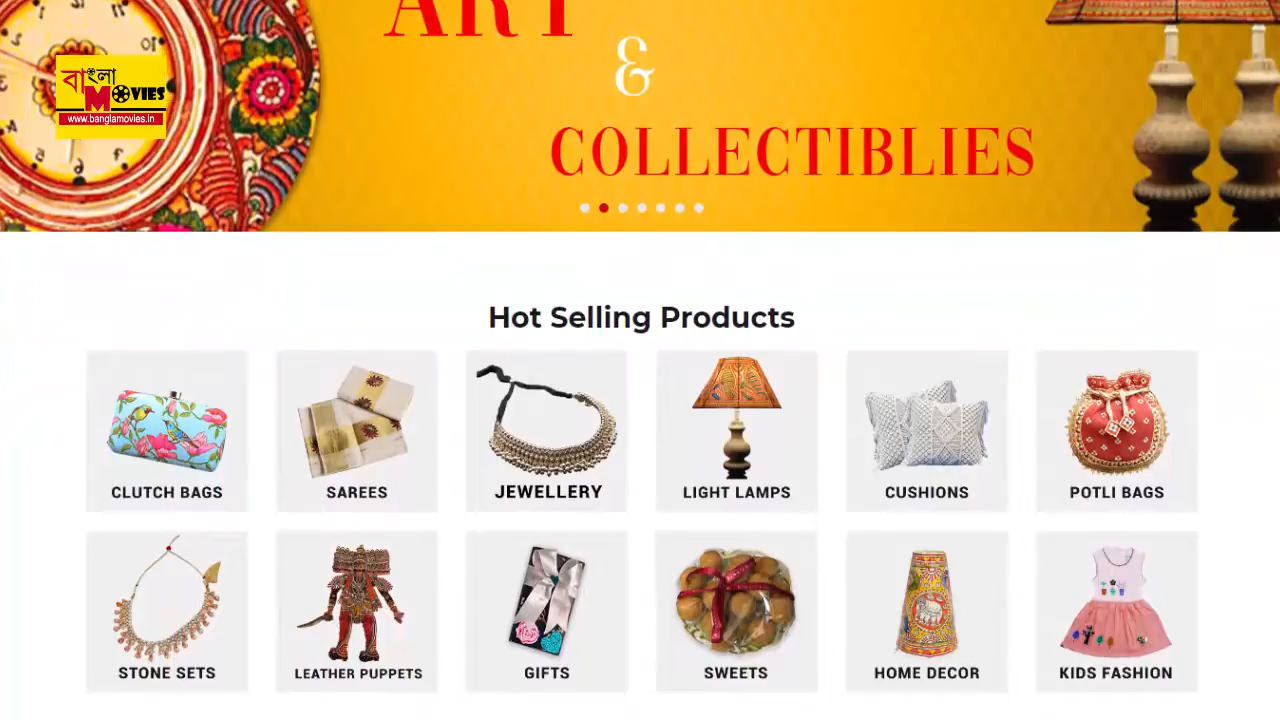 ART
&
COLLECTIBLIES
বাংলা
MOVIES
www.banglamovies.in
Hot Selling Products
CLUTCH BAGS
SAREES
JEWELLERY
LIGHT LAMPS
CUSHIONS
POTLI BAGS
STONE SETS
LEATHER PUPPETS
GIFTS
SWEETS
HOME DECOR
KIDS FASHION